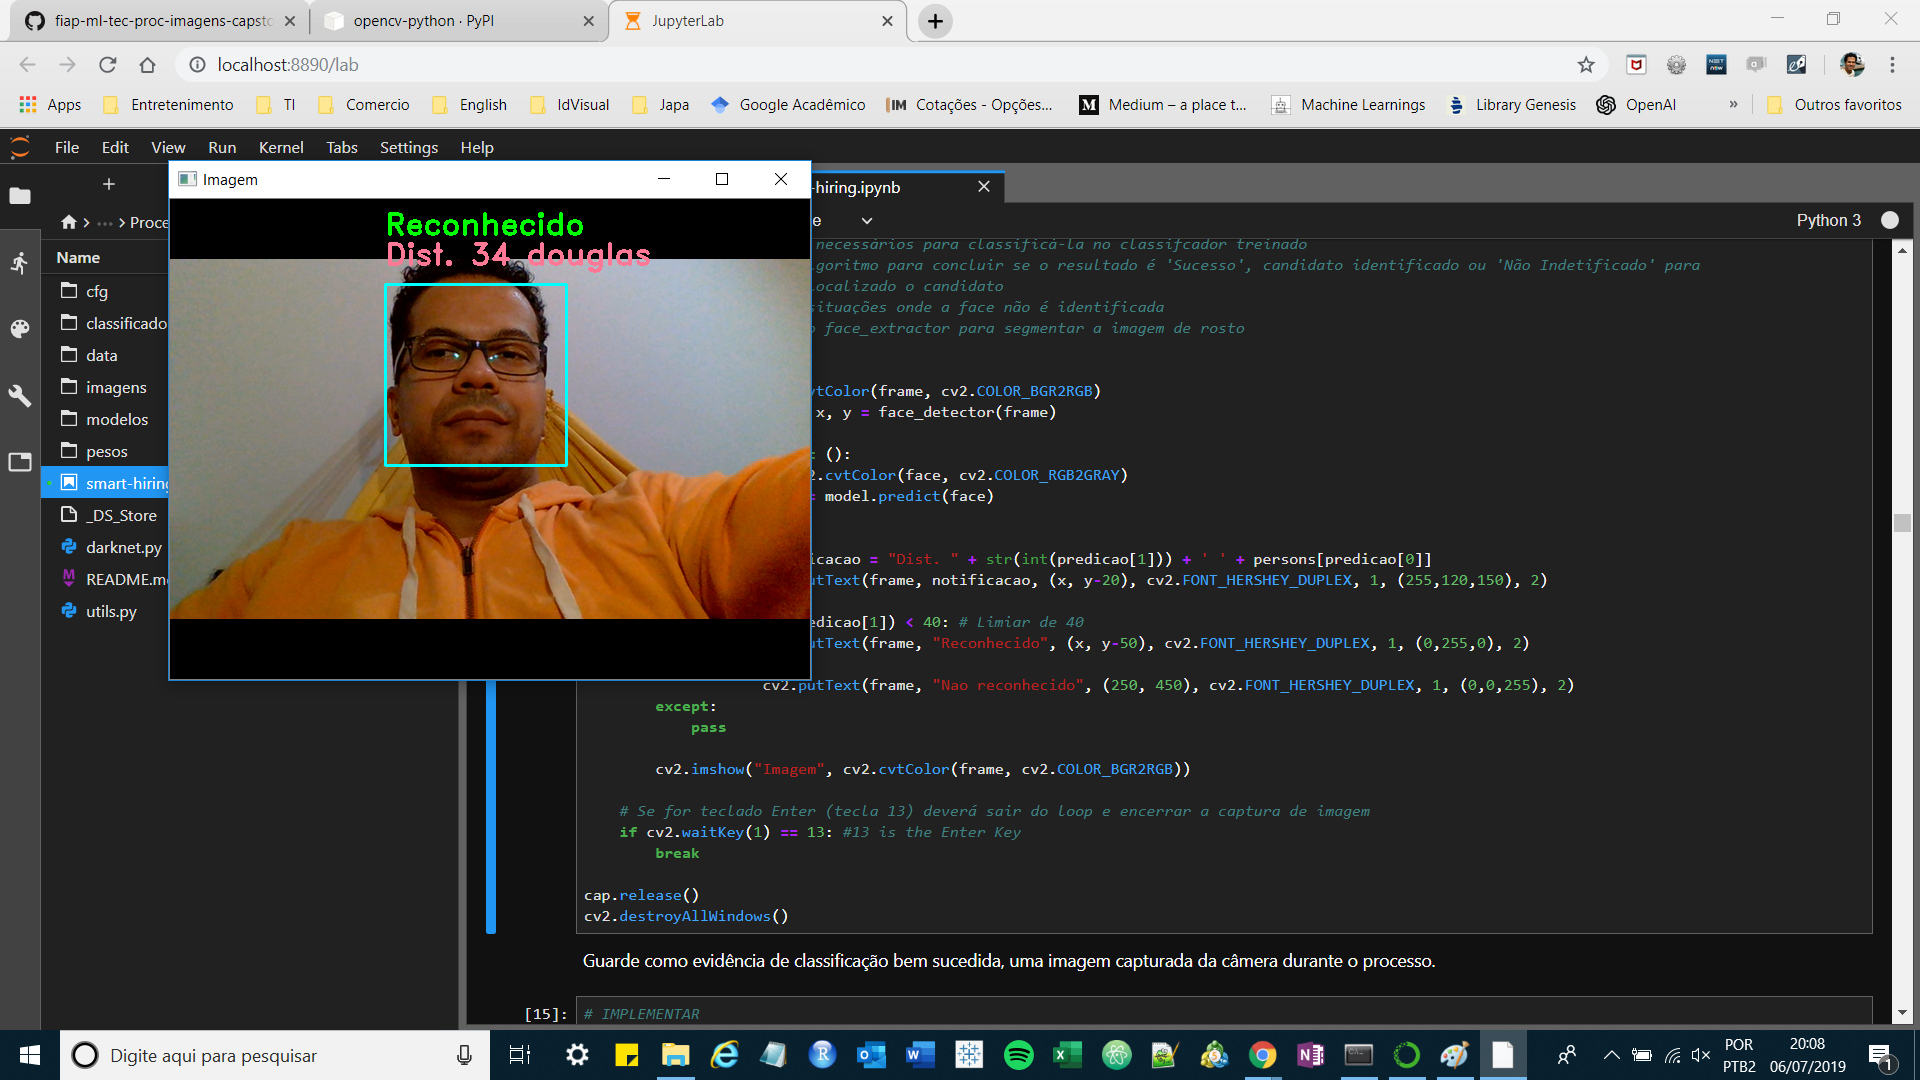 fiap-ml-tec-proc-imagens-capstc
opencv-python · PyPI
JupyterLab
localhost:8890/lab
Apps
Entretenimento
TI
Comercio
English
IdVisual
Japa
Google Acadêmico
Cotações - Opções...
Medium – a place t...
Machine Learnings
Library Genesis
OpenAI
»
Outros favoritos
File Edit View Run Kernel Tabs Settings Help
Imagem
-hiring.ipynb
Reconhecido
Dist. 34 douglas
Proce
e
Python 3
Name
cfg
classificado
data
imagens
modelos
pesos
smart-hiring
_DS_Store
darknet.py
README.m
utils.py
necessários para classificá-la no classifcador treinado
lgoritmo para concluir se o resultado é 'Sucesso', candidato identificado ou 'Não Indetificado' para
localizado o candidato
situações onde a face não é identificada
o face_extractor para segmentar a imagem de rosto
vtColor(frame, cv2.COLOR_BGR2RGB)
x, y = face_detector(frame)
():
2.cvtColor(face, cv2.COLOR_RGB2GRAY)
= model.predict(face)
icacao = "Dist. " + str(int(predicao[1])) + ' ' + persons[predicao[0]]
utText(frame, notificacao, (x, y-20), cv2.FONT_HERSHEY_DUPLEX, 1, (255,120,150), 2)
edicao[1]) < 40: # Limiar de 40
utText(frame, "Reconhecido", (x, y-50), cv2.FONT_HERSHEY_DUPLEX, 1, (0,255,0), 2)
cv2.putText(frame, "Nao reconhecido", (250, 450), cv2.FONT_HERSHEY_DUPLEX, 1, (0,0,255), 2)
except:
pass
cv2.imshow("Imagem", cv2.cvtColor(frame, cv2.COLOR_BGR2RGB))
# Se for teclado Enter (tecla 13) deverá sair do loop e encerrar a captura de imagem
if cv2.waitKey(1) == 13: #13 is the Enter Key
break
cap.release()
cv2.destroyAllWindows()
Guarde como evidência de classificação bem sucedida, uma imagem capturada da câmera durante o processo.
[15]: # IMPLEMENTAR
Digite aqui para pesquisar
POR
PTB2
20:08
06/07/2019
1